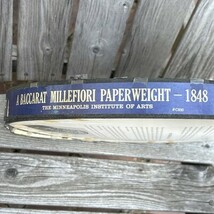 A BACCARAT MILLEFIORI PAPERWEIGHT — 1848
THE MINNEAPOLIS INSTITUTE OF ARTS